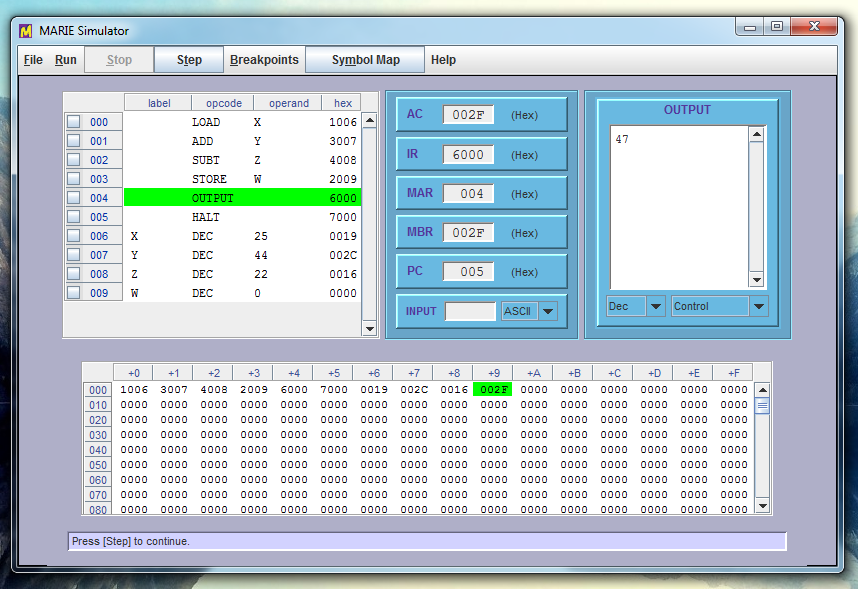 MARIE Simulator
File Run Stop Step Breakpoints Symbol Map Help
label opcode operand hex
000 LOAD X 1006
001 ADD Y 3007
002 SUBT Z 4008
003 STORE W 2009
004 OUTPUT 6000
005 HALT 7000
006 X DEC 25 0019
007 Y DEC 44 002C
008 Z DEC 22 0016
009 W DEC 0 0000
AC 002F (Hex)
IR 6000 (Hex)
MAR 004 (Hex)
MBR 002F (Hex)
PC 005 (Hex)
INPUT ASCII
OUTPUT
47
Dec Control
+0 +1 +2 +3 +4 +5 +6 +7 +8 +9 +A +B +C +D +E +F
000 1006 3007 4008 2009 6000 7000 0019 002C 0016 002F 0000 0000 0000 0000 0000 0000
010 0000 0000 0000 0000 0000 0000 0000 0000 0000 0000 0000 0000 0000 0000 0000 0000
020 0000 0000 0000 0000 0000 0000 0000 0000 0000 0000 0000 0000 0000 0000 0000 0000
030 0000 0000 0000 0000 0000 0000 0000 0000 0000 0000 0000 0000 0000 0000 0000 0000
040 0000 0000 0000 0000 0000 0000 0000 0000 0000 0000 0000 0000 0000 0000 0000 0000
050 0000 0000 0000 0000 0000 0000 0000 0000 0000 0000 0000 0000 0000 0000 0000 0000
060 0000 0000 0000 0000 0000 0000 0000 0000 0000 0000 0000 0000 0000 0000 0000 0000
070 0000 0000 0000 0000 0000 0000 0000 0000 0000 0000 0000 0000 0000 0000 0000 0000
080 0000 0000 0000 0000 0000 0000 0000 0000 0000 0000 0000 0000 0000 0000 0000 0000
Press [Step] to continue.